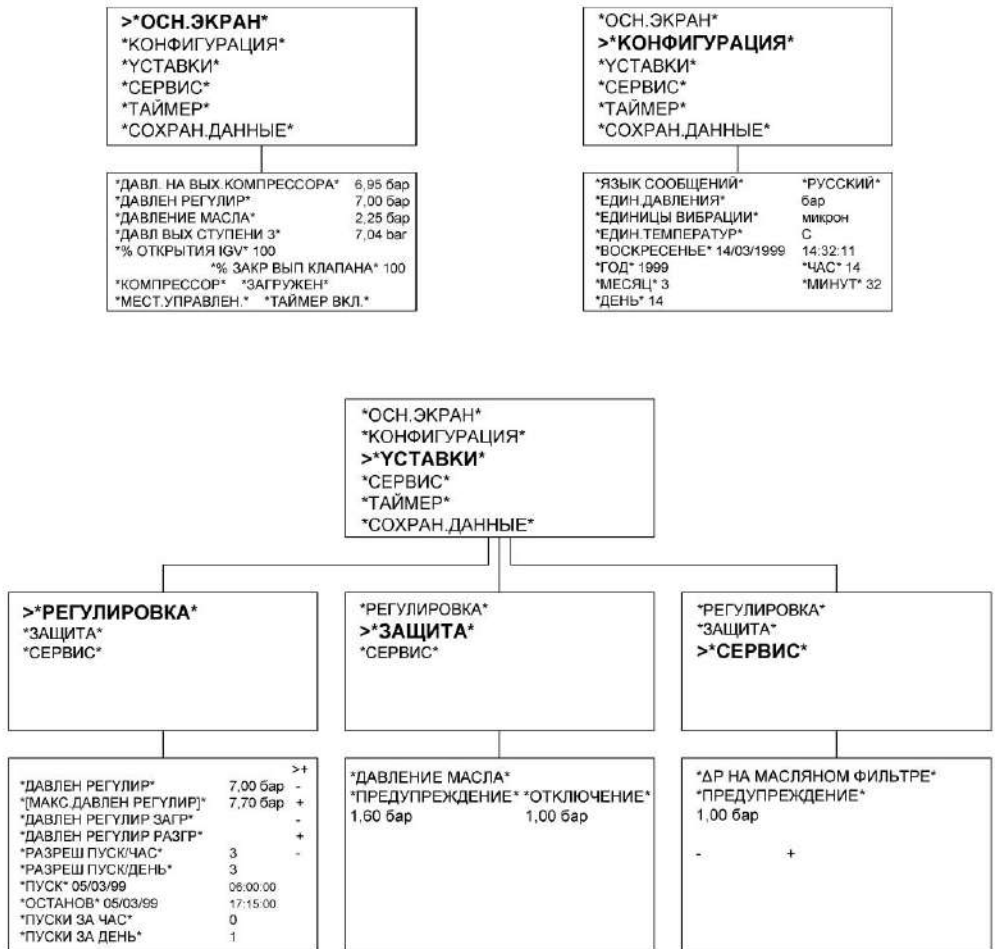 >*ОСН.ЭКРАН*
*КОНФИГУРАЦИЯ*
*YСТАВКИ*
*СЕРВИС*
*ТАЙМЕР*
*СОХРАН.ДАННЫЕ*
*ДАВЛ. НА ВЫХ.КОМПРЕССОРА* 6,95 бар
*ДАВЛЕН РЕГYЛИР* 7,00 бар
*ДАВЛЕНИЕ МАСЛА* 2,25 бар
*ДАВЛ ВЫХ СТУПЕНИ 3* 7,04 bar
*% ОТКРЫТИЯ IGV* 100
*% ЗАКР ВЫП КЛАПАНА* 100
*КОМПРЕССОР* *ЗАГРУЖЕН*
*МЕСТ.УПРАВЛЕН.* *ТАЙМЕР ВКЛ.*
*ОСН.ЭКРАН*
>*КОНФИГУРАЦИЯ*
*YСТАВКИ*
*СЕРВИС*
*ТАЙМЕР*
*СОХРАН.ДАННЫЕ*
*ЯЗЫК СООБЩЕНИЙ* *РУССКИЙ*
*ЕДИН.ДАВЛЕНИЯ* бар
*ЕДИНИЦЫ ВИБРАЦИИ* микрон
*ЕДИН.ТЕМПЕРАТУР* С
*ВОСКРЕСЕНЬЕ* 14/03/1999 14:32:11
*ГОД* 1999 *ЧАС* 14
*МЕСЯЦ* 3 *МИНУТ* 32
*ДЕНЬ* 14
*ОСН.ЭКРАН*
*КОНФИГУРАЦИЯ*
>*YСТАВКИ*
*СЕРВИС*
*ТАЙМЕР*
*СОХРАН.ДАННЫЕ*
>*РЕГУЛИРОВКА*
*ЗАЩИТА*
*СЕРВИС*
>+
*ДАВЛЕН РЕГYЛИР* 7,00 бар -
*[МАКС.ДАВЛЕН РЕГYЛИР]* 7,70 бар +
*ДАВЛЕН РЕГYЛИР ЗАГР* -
*ДАВЛЕН РЕГYЛИР РАЗГР* +
*РАЗРЕШ ПУСК/ЧАС* 3 -
*РАЗРЕШ ПУСК/ДЕНЬ* 3
*ПУСК* 05/03/99 06:00:00
*ОСТАНОВ* 05/03/99 17:15:00
*ПУСКИ ЗА ЧАС* 0
*ПУСКИ ЗА ДЕНЬ* 1
*РЕГУЛИРОВКА*
>*ЗАЩИТА*
*СЕРВИС*
*ДАВЛЕНИЕ МАСЛА*
*ПРЕДУПРЕЖДЕНИЕ* *ОТКЛЮЧЕНИЕ*
1,60 бар 1,00 бар
*РЕГУЛИРОВКА*
*ЗАЩИТА*
>*СЕРВИС*
*ΔР НА МАСЛЯНОМ ФИЛЬТРЕ*
*ПРЕДУПРЕЖДЕНИЕ*
1,00 бар
- +